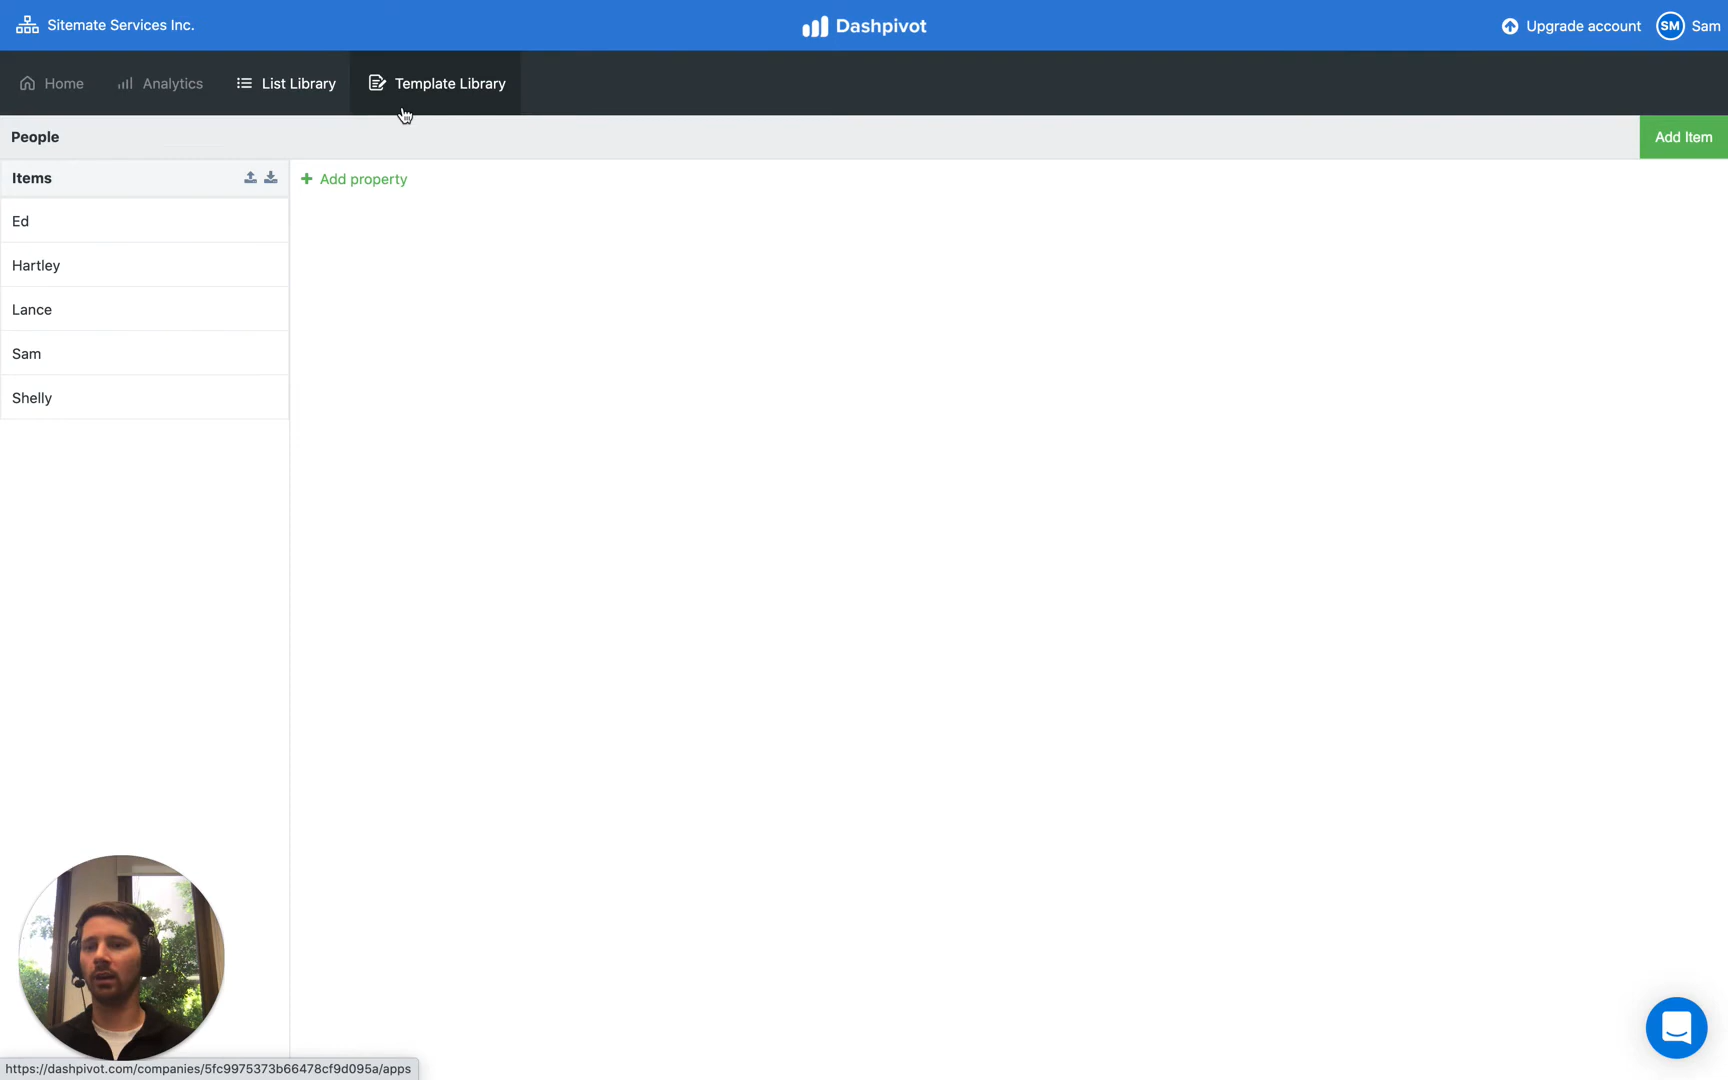 Sitemate Services Inc.
Dashpivot
Upgrade account
SM
Sam
Home
Analytics
List Library
Template Library
People
Add Item
Items
+ Add property
Ed
Hartley
Lance
Sam
Shelly
https://dashpivot.com/companies/5fc9975373b66478cf9d095a/apps